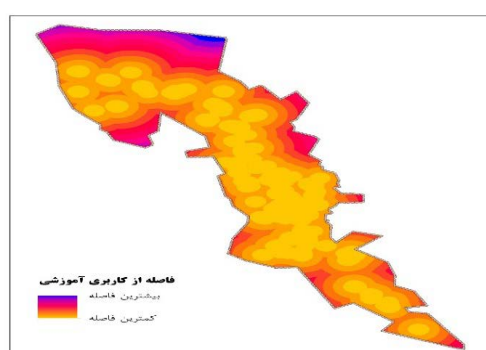 فاصله از کاربری آموزشی
بیشترین فاصله
کمترین فاصله